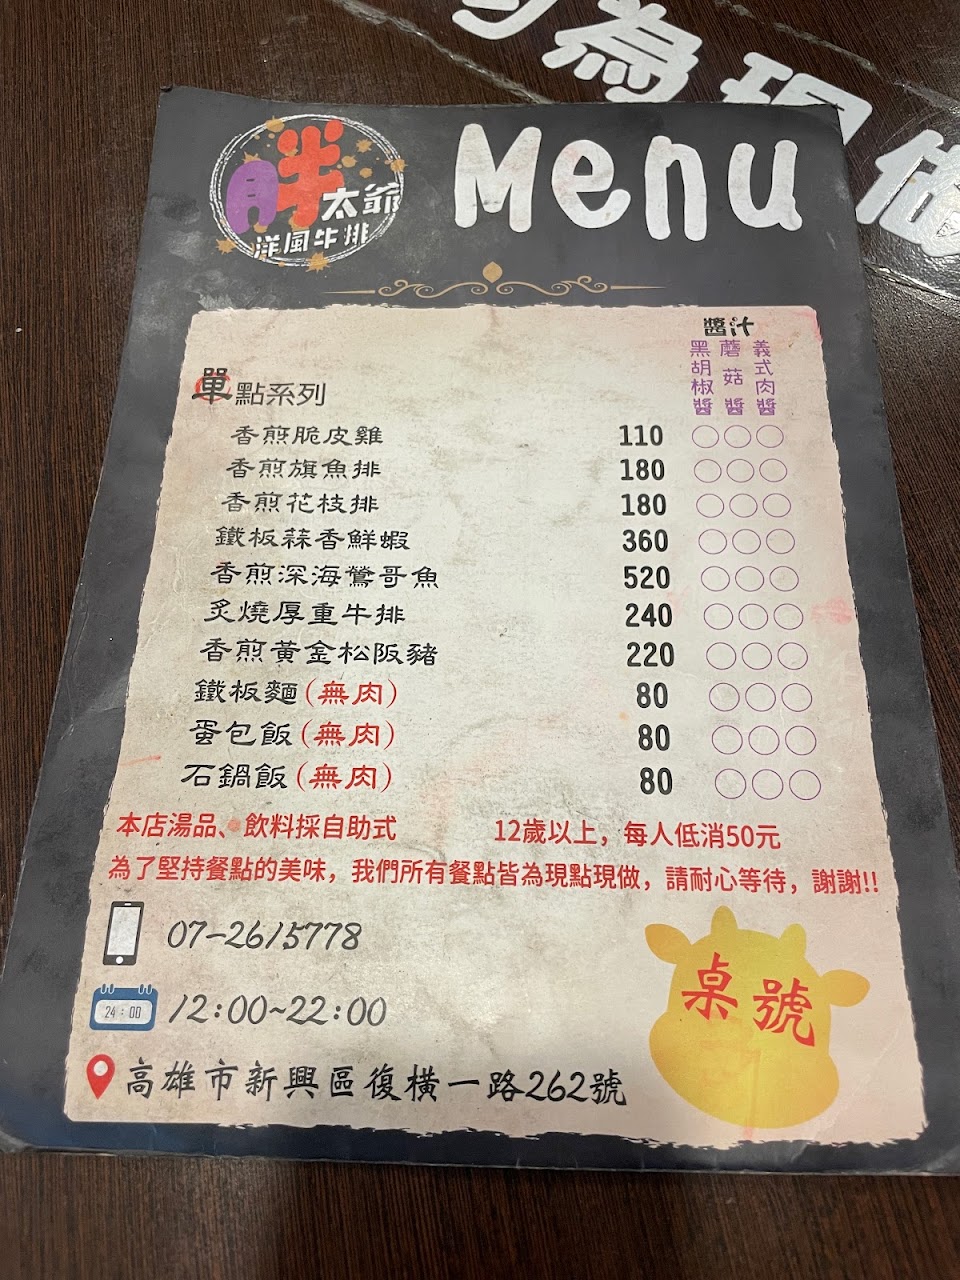 為現做
胖太爺
洋風牛排
Menu
醬汁
黑胡椒醬 蘑菇醬 義式肉醬
單點系列
香煎脆皮雞 110
香煎旗魚排 180
香煎花枝排 180
鐵板蒜香鮮蝦 360
香煎深海鶯哥魚 520
炙燒厚重牛排 240
香煎黃金松阪豬 220
鐵板麵(無肉) 80
蛋包飯(無肉) 80
石鍋飯(無肉) 80
本店湯品、飲料採自助式 12歲以上，每人低消50元
為了堅持餐點的美味，我們所有餐點皆為現點現做，請耐心等待，謝謝!!
07-2615778
24:00 12:00~22:00
高雄市新興區復橫一路262號
桌號